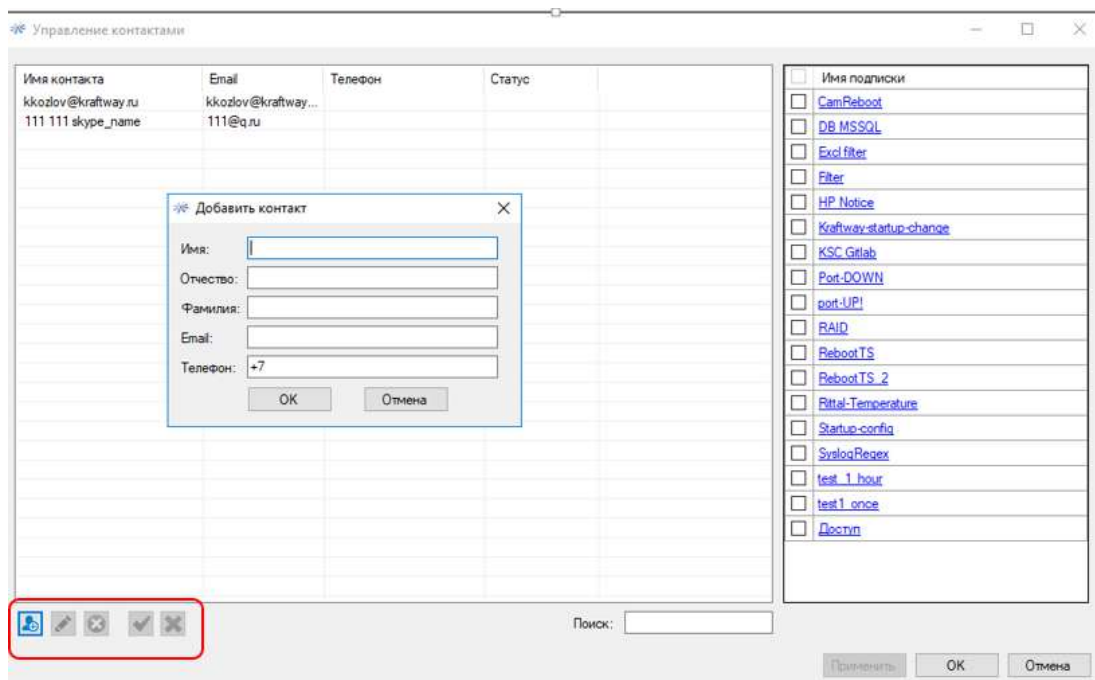 Управление контактами
Имя контакта Email Телефон Статус
kkozlov@kraftway.ru kkozlov@kraftway...
111 111 skype_name 111@q.ru
Добавить контакт
Имя:
Отчество:
Фамилия:
Email:
Телефон: +7
OK Отмена
Имя подписки
CamReboot
DB MSSQL
Excl filter
Filter
HP Notice
Kraftway-startup-change
KSC Gitlab
Port-DOWN
port-UP!
RAID
RebootTS
RebootTS_2
Rittal-Temperature
Startup-config
SyslogRegex
test_1_hour
test1_once
Доступ
Поиск:
Применить OK Отмена